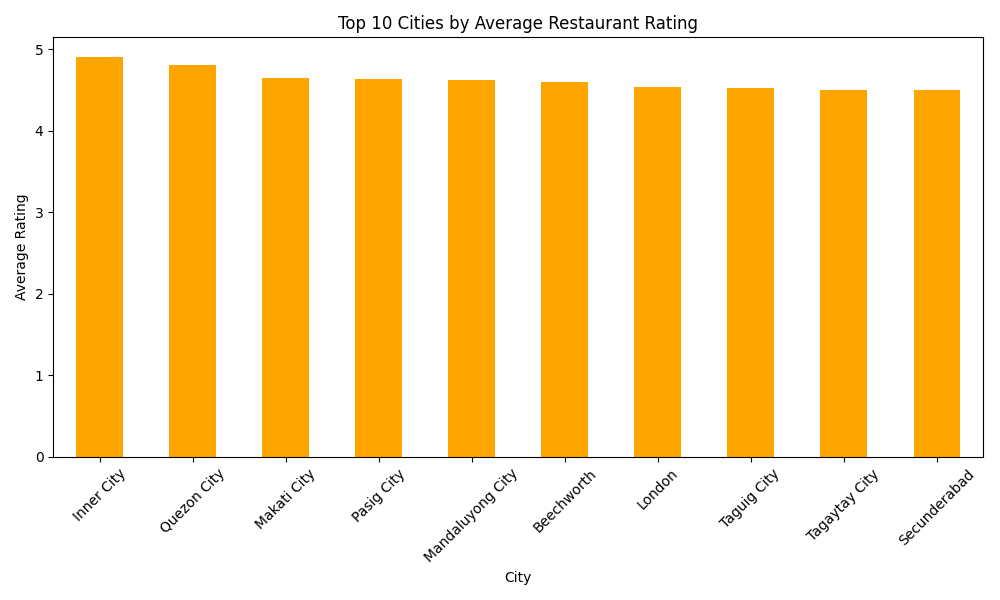 Top 10 Cities by Average Restaurant Rating
Average Rating
5
4
3
2
1
0
Inner City
Quezon City
Makati City
Pasig City
Mandaluyong City
Beechworth
London
Taguig City
Tagaytay City
Secunderabad
City